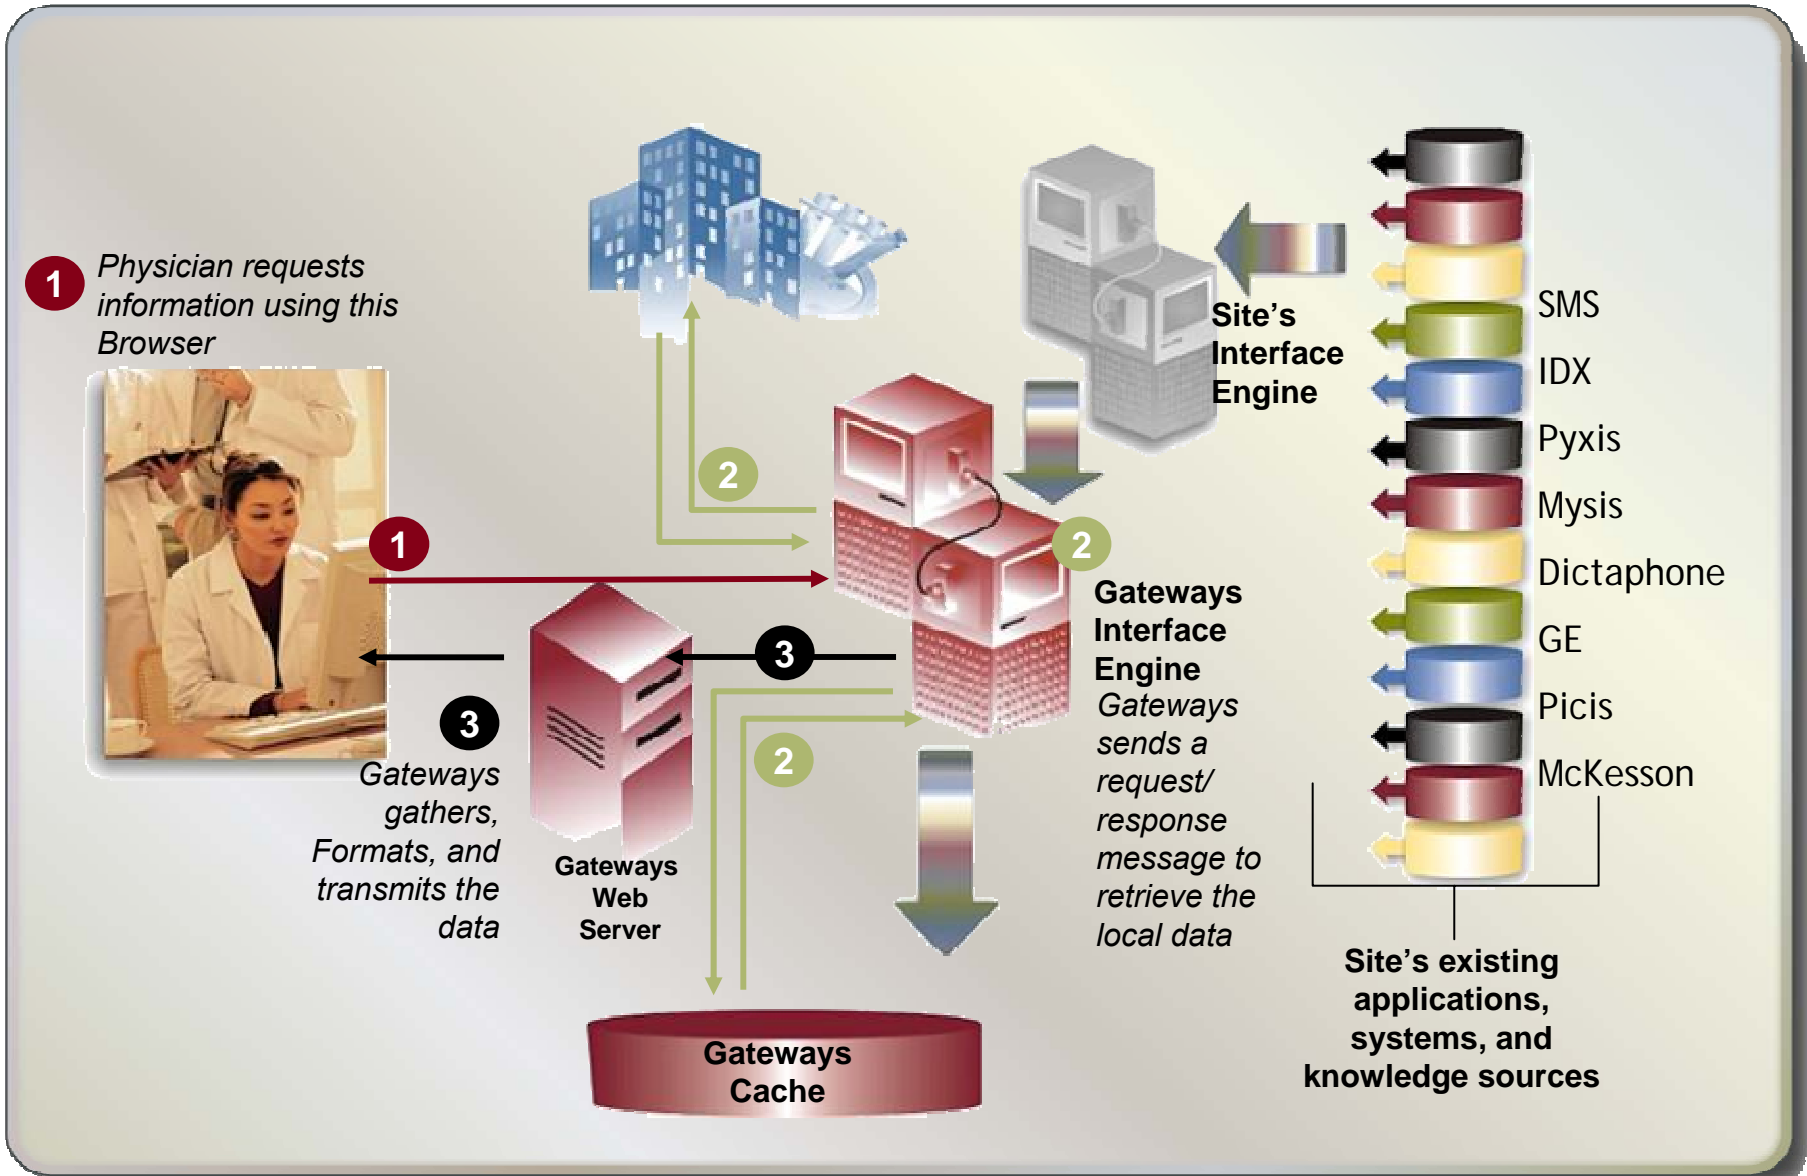 1
Physician requests
information using this
Browser
1
2
2
2
3
3
Gateways
gathers,
Formats, and
transmits the
data
Gateways
Web
Server
Gateways
Interface
Engine
Gateways
sends a
request/
response
message to
retrieve the
local data
Site's
Interface
Engine
SMS
IDX
Pyxis
Mysis
Dictaphone
GE
Picis
McKesson
Site's existing
applications,
systems, and
knowledge sources
Gateways
Cache